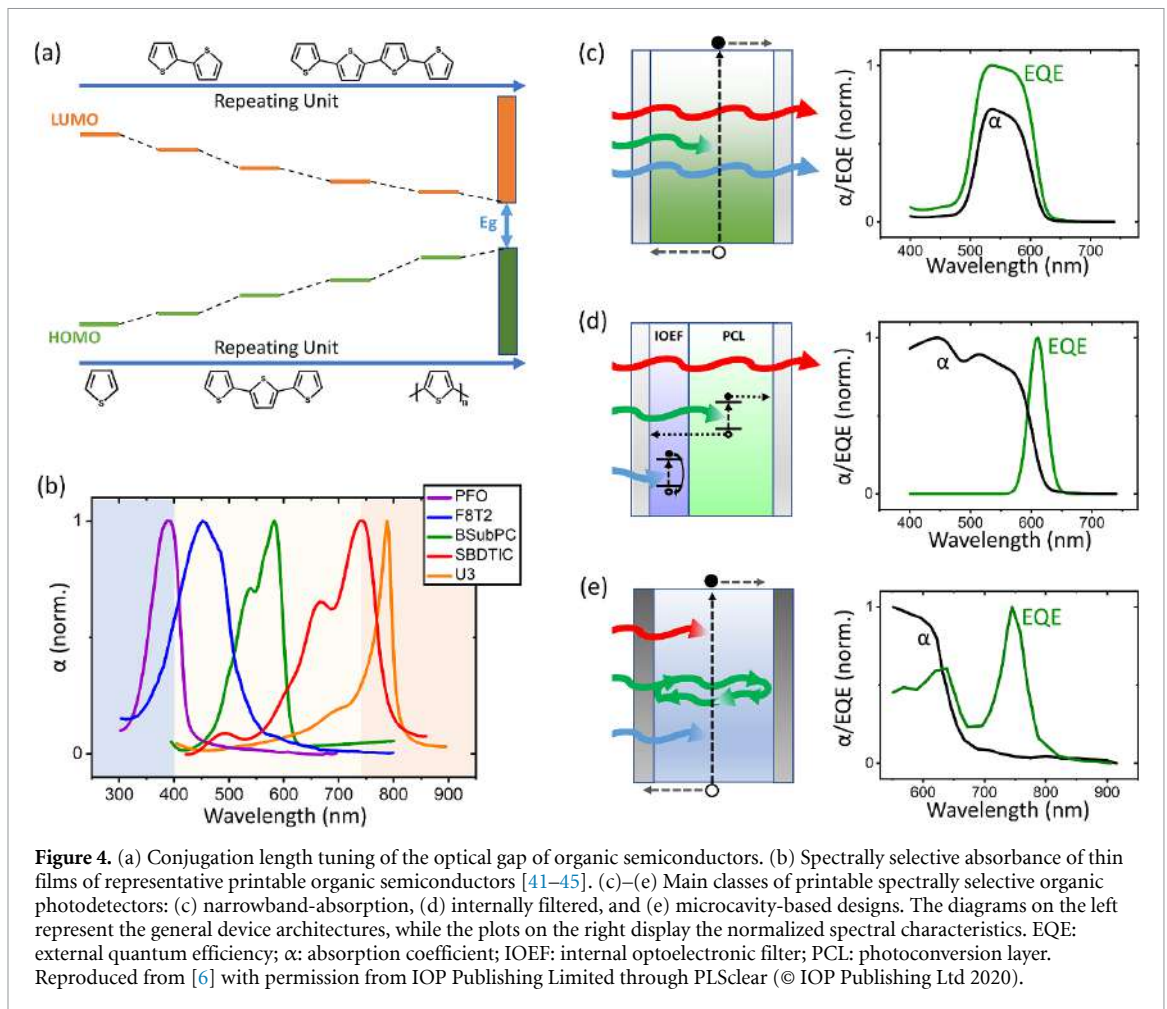 (a)
S
S
S
S
S
S
Repeating Unit
LUMO
Eg
HOMO
Repeating Unit
S
S
S
S
S
n
(b)
1
α (norm.)
0
PFO
F8T2
BSubPC
SBDTIC
U3
300 400 500 600 700 800 900
Wavelength (nm)
(c)
1
α/EQE (norm.)
0
EQE
α
400 500 600 700
Wavelength (nm)
(d)
IOEF PCL
1
α/EQE (norm.)
0
α
EQE
400 500 600 700
Wavelength (nm)
(e)
1
α/EQE (norm.)
0
α
EQE
600 700 800 900
Wavelength (nm)
Figure 4. (a) Conjugation length tuning of the optical gap of organic semiconductors. (b) Spectrally selective absorbance of thin
films of representative printable organic semiconductors [41–45]. (c)–(e) Main classes of printable spectrally selective organic
photodetectors: (c) narrowband-absorption, (d) internally filtered, and (e) microcavity-based designs. The diagrams on the left
represent the general device architectures, while the plots on the right display the normalized spectral characteristics. EQE:
external quantum efficiency; α: absorption coefficient; IOEF: internal optoelectronic filter; PCL: photoconversion layer.
Reproduced from [6] with permission from IOP Publishing Limited through PLSclear (© IOP Publishing Ltd 2020).